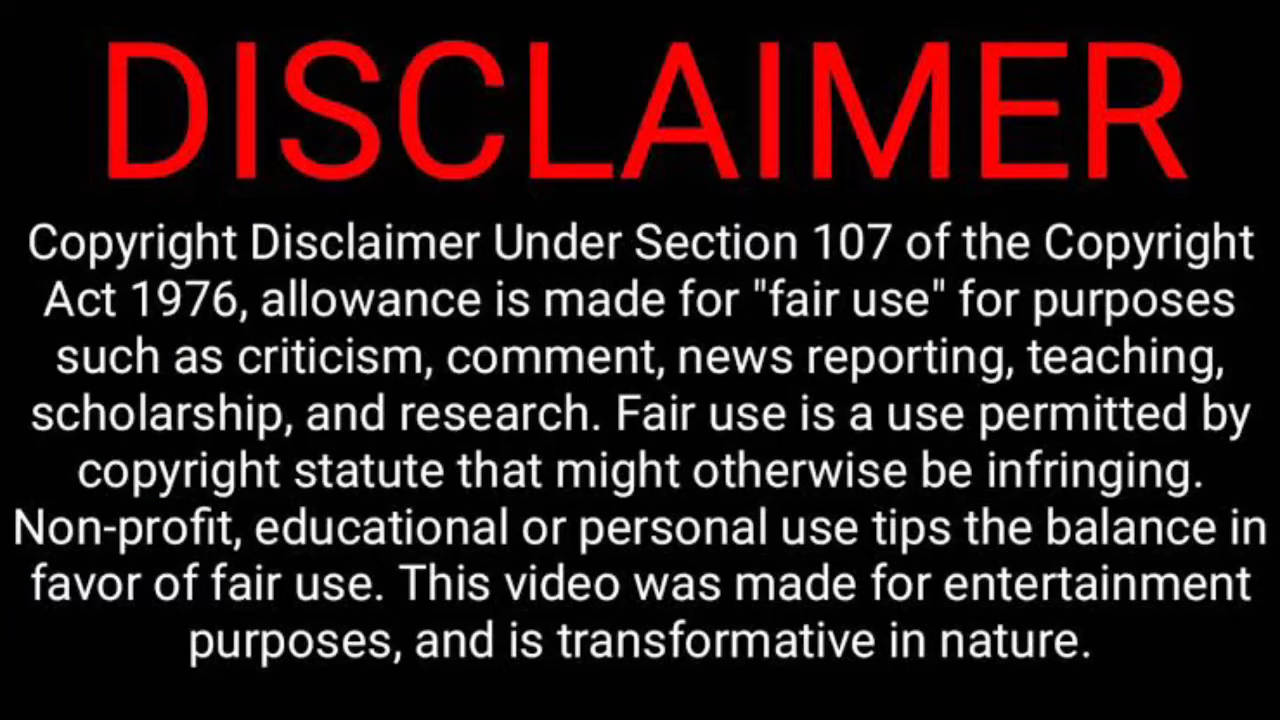 DISCLAIMER
Copyright Disclaimer Under Section 107 of the Copyright
Act 1976, allowance is made for "fair use" for purposes
such as criticism, comment, news reporting, teaching,
scholarship, and research. Fair use is a use permitted by
copyright statute that might otherwise be infringing.
Non-profit, educational or personal use tips the balance in
favor of fair use. This video was made for entertainment
purposes, and is transformative in nature.